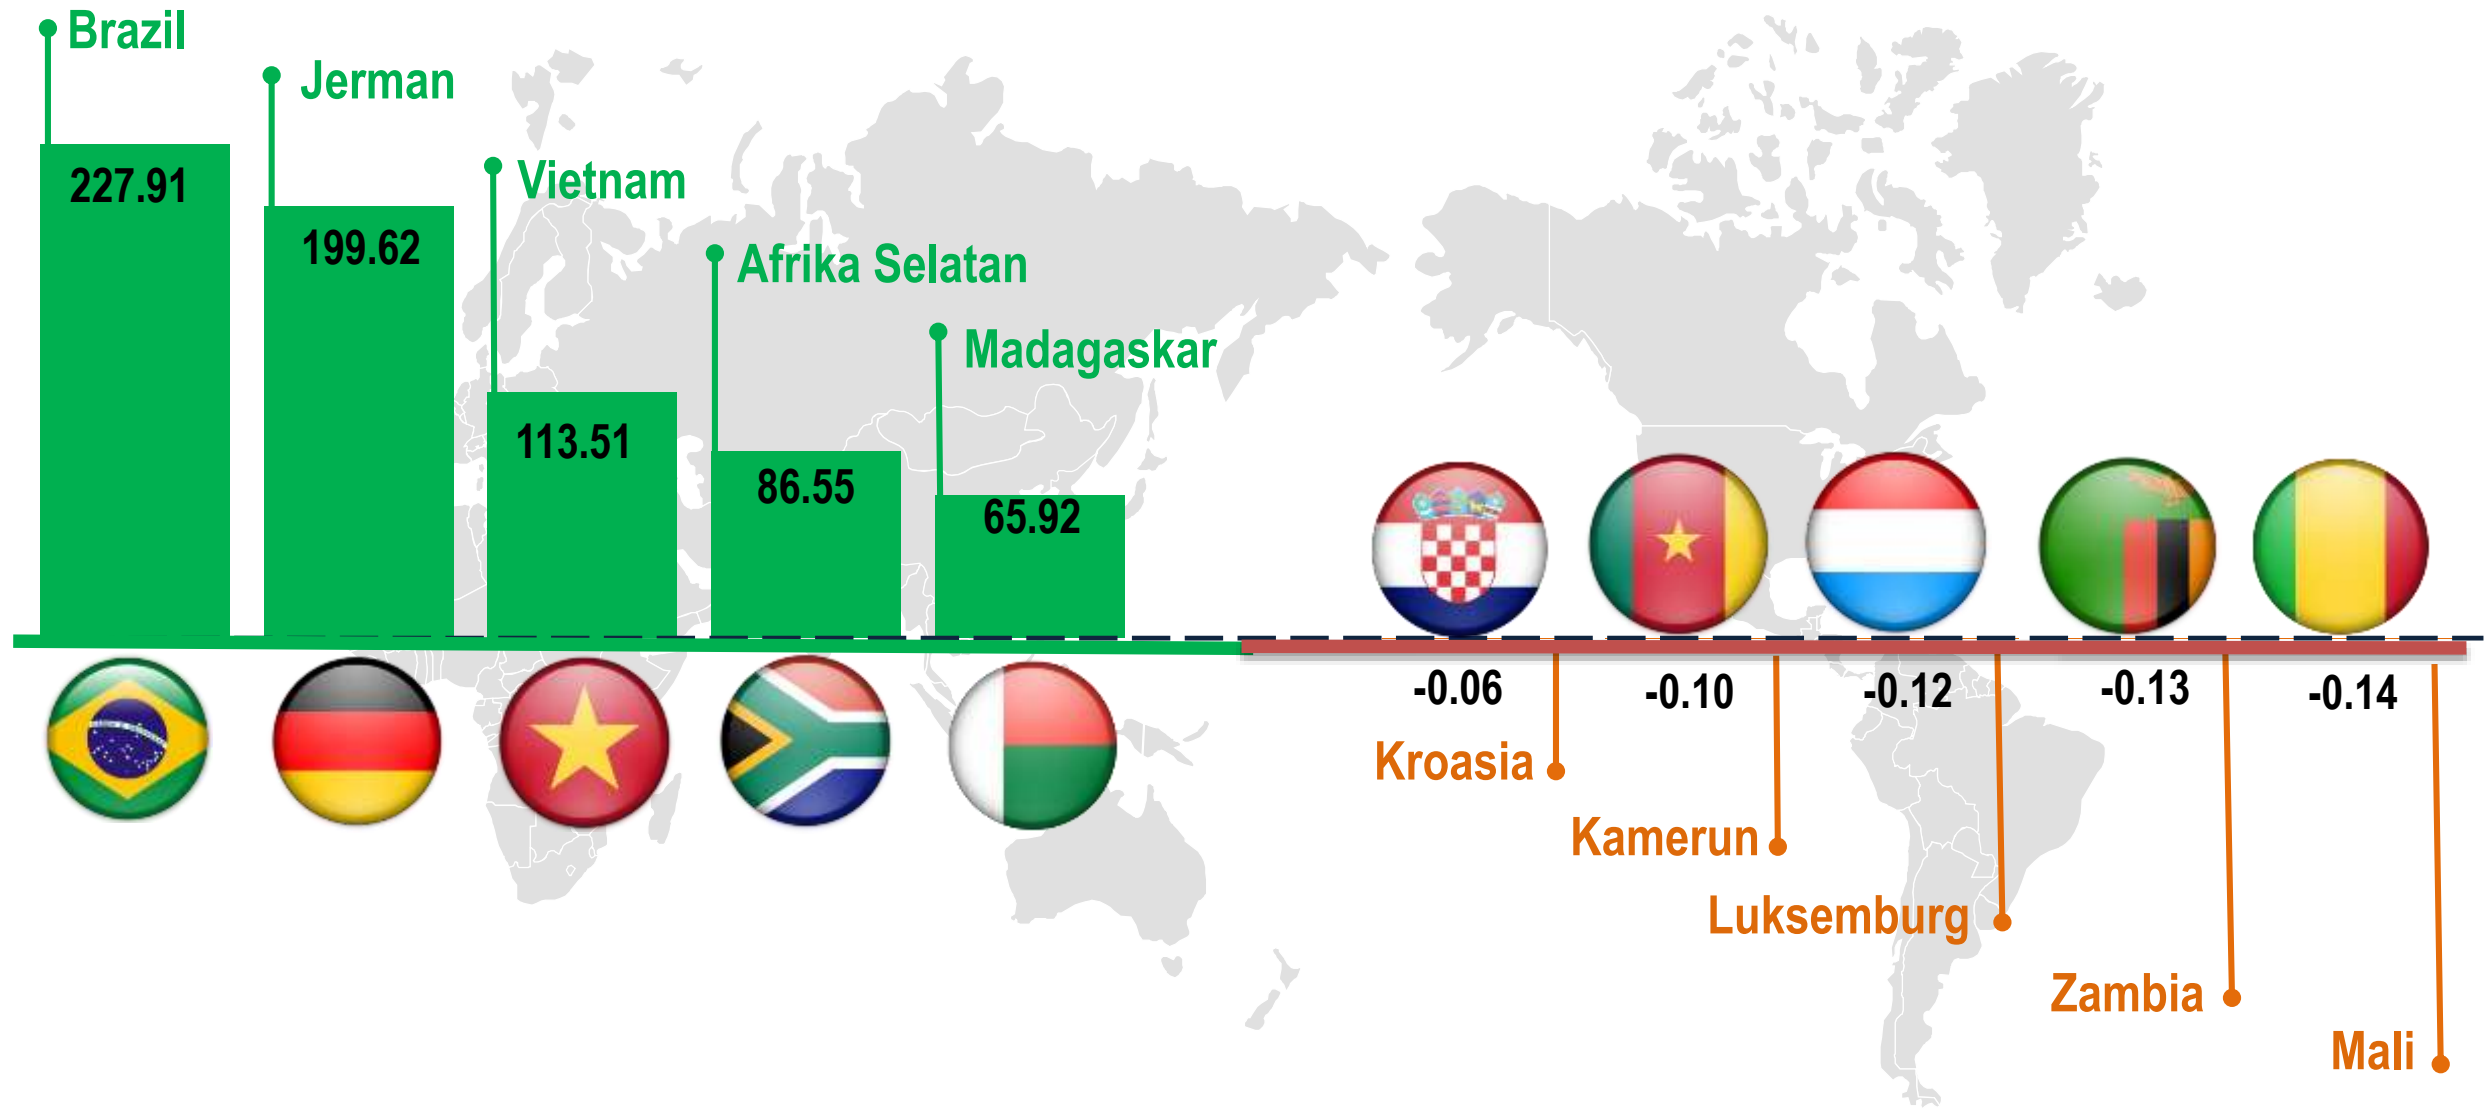 Brazil
227.91
Jerman
199.62
Vietnam
113.51
Afrika Selatan
86.55
Madagaskar
65.92
-0.06
Kroasia
-0.10
Kamerun
-0.12
Luksemburg
-0.13
Zambia
-0.14
Mali